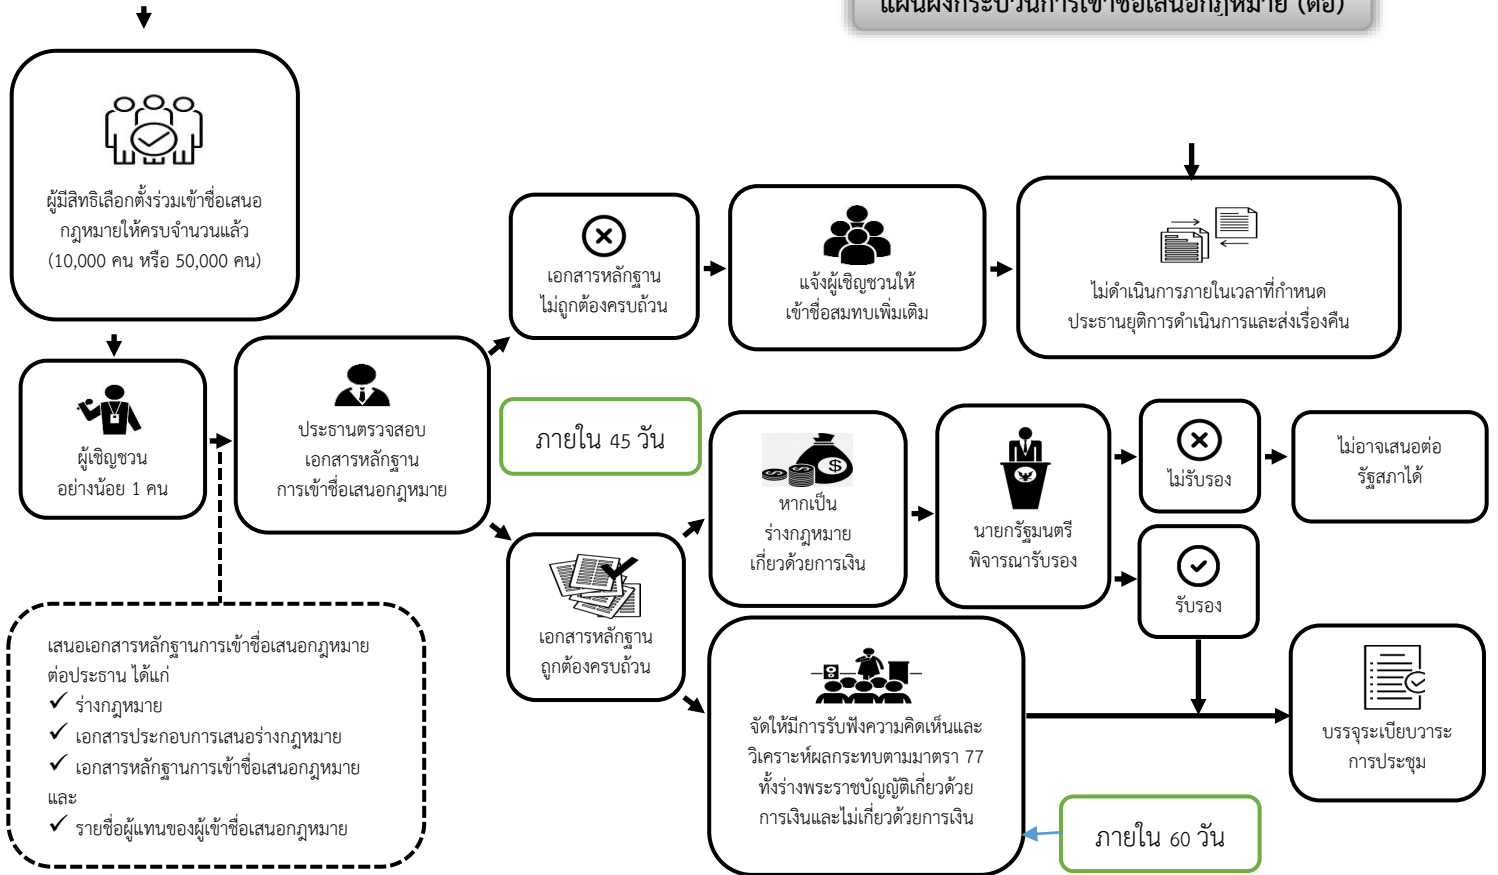 แผนผังกระบวนการเข้าชื่อเสนอกฎหมาย (ต่อ)
ผู้มีสิทธิเลือกตั้งร่วมเข้าชื่อเสนอ
กฎหมายให้ครบจำนวนแล้ว
(10,000 คน หรือ 50,000 คน)
เอกสารหลักฐาน
ไม่ถูกต้องครบถ้วน
แจ้งผู้เชิญชวนให้
เข้าชื่อสมทบเพิ่มเติม
ไม่ดำเนินการภายในเวลาที่กำหนด
ประธานยุติการดำเนินการและส่งเรื่องคืน
ผู้เชิญชวน
อย่างน้อย 1 คน
ประธานตรวจสอบ
เอกสารหลักฐาน
การเข้าชื่อเสนอกฎหมาย
ภายใน 45 วัน
หากเป็น
ร่างกฎหมาย
เกี่ยวด้วยการเงิน
นายกรัฐมนตรี
พิจารณารับรอง
ไม่รับรอง
ไม่อาจเสนอต่อ
รัฐสภาได้
รับรอง
เอกสารหลักฐาน
ถูกต้องครบถ้วน
เสนอเอกสารหลักฐานการเข้าชื่อเสนอกฎหมาย
ต่อประธาน ได้แก่
✓ ร่างกฎหมาย
✓ เอกสารประกอบการเสนอร่างกฎหมาย
✓ เอกสารหลักฐานการเข้าชื่อเสนอกฎหมาย
และ
✓ รายชื่อผู้แทนของผู้เข้าชื่อเสนอกฎหมาย
จัดให้มีการรับฟังความคิดเห็นและ
วิเคราะห์ผลกระทบตามมาตรา 77
ทั้งร่างพระราชบัญญัติเกี่ยวด้วย
การเงินและไม่เกี่ยวด้วยการเงิน
ภายใน 60 วัน
บรรจุระเบียบวาระ
การประชุม